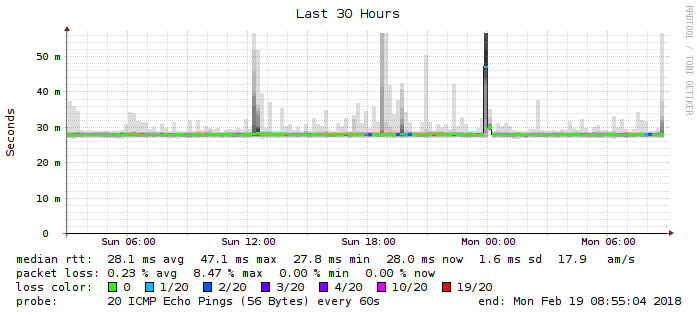 Last 30 Hours
RRDTOOL / TOBI OETIKER
Seconds
50 m
40 m
30 m
20 m
10 m
0
Sun 06:00 Sun 12:00 Sun 18:00 Mon 00:00 Mon 06:00
median rtt: 28.1 ms avg 47.1 ms max 27.8 ms min 28.0 ms now 1.6 ms sd 17.9 am/s
packet loss: 0.23 % avg 8.47 % max 0.00 % min 0.00 % now
loss color: 0 1/20 2/20 3/20 4/20 10/20 19/20
probe: 20 ICMP Echo Pings (56 Bytes) every 60s end: Mon Feb 19 08:55:04 2018